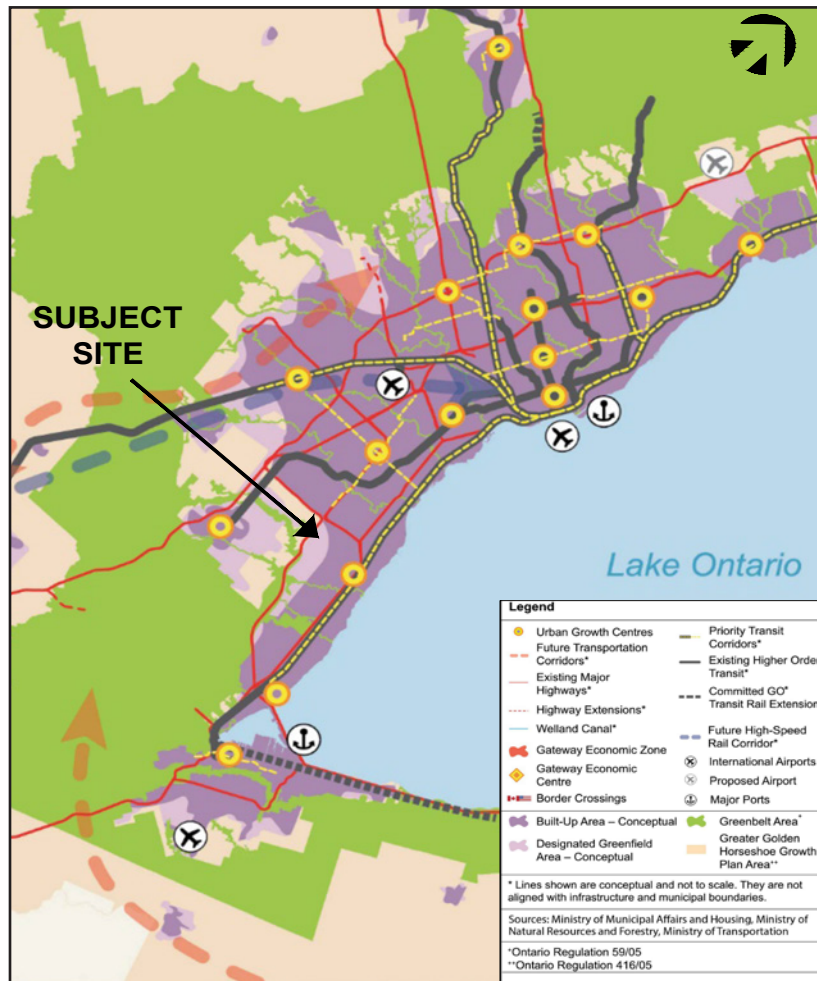 SUBJECT
SITE
Lake Ontario
Legend
Urban Growth Centres
Future Transportation
Corridors*
Existing Major
Highways*
Highway Extensions*
Welland Canal*
Gateway Economic Zone
Gateway Economic
Centre
Border Crossings
Priority Transit
Corridors*
Existing Higher Order
Transit*
Committed GO*
Transit Rail Extension
Future High-Speed
Rail Corridor*
International Airports
Proposed Airport
Major Ports
Built-Up Area – Conceptual
Designated Greenfield
Area – Conceptual
Greenbelt Area*
Greater Golden
Horseshoe Growth
Plan Area**
* Lines shown are conceptual and not to scale. They are not
aligned with infrastructure and municipal boundaries.
Sources: Ministry of Municipal Affairs and Housing, Ministry of
Natural Resources and Forestry, Ministry of Transportation
*Ontario Regulation 59/05
**Ontario Regulation 416/05